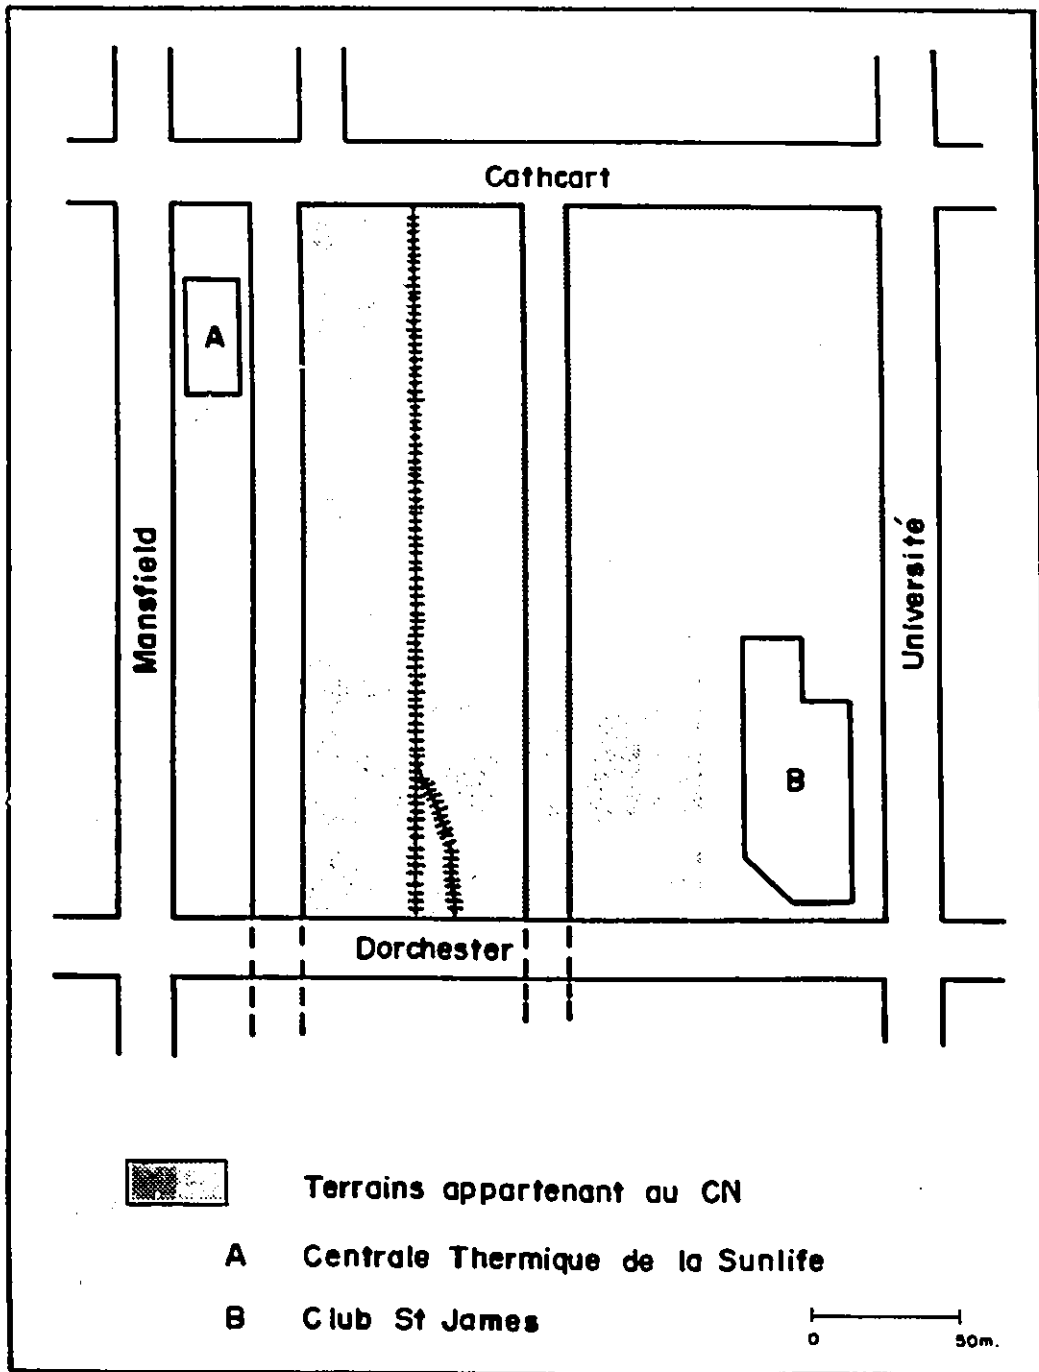 Cathcart
A
Mansfield
Université
B
Dorchester
Terrains appartenant au CN
A Centrale Thermique de la Sunlife
B Club St James
0 50m.